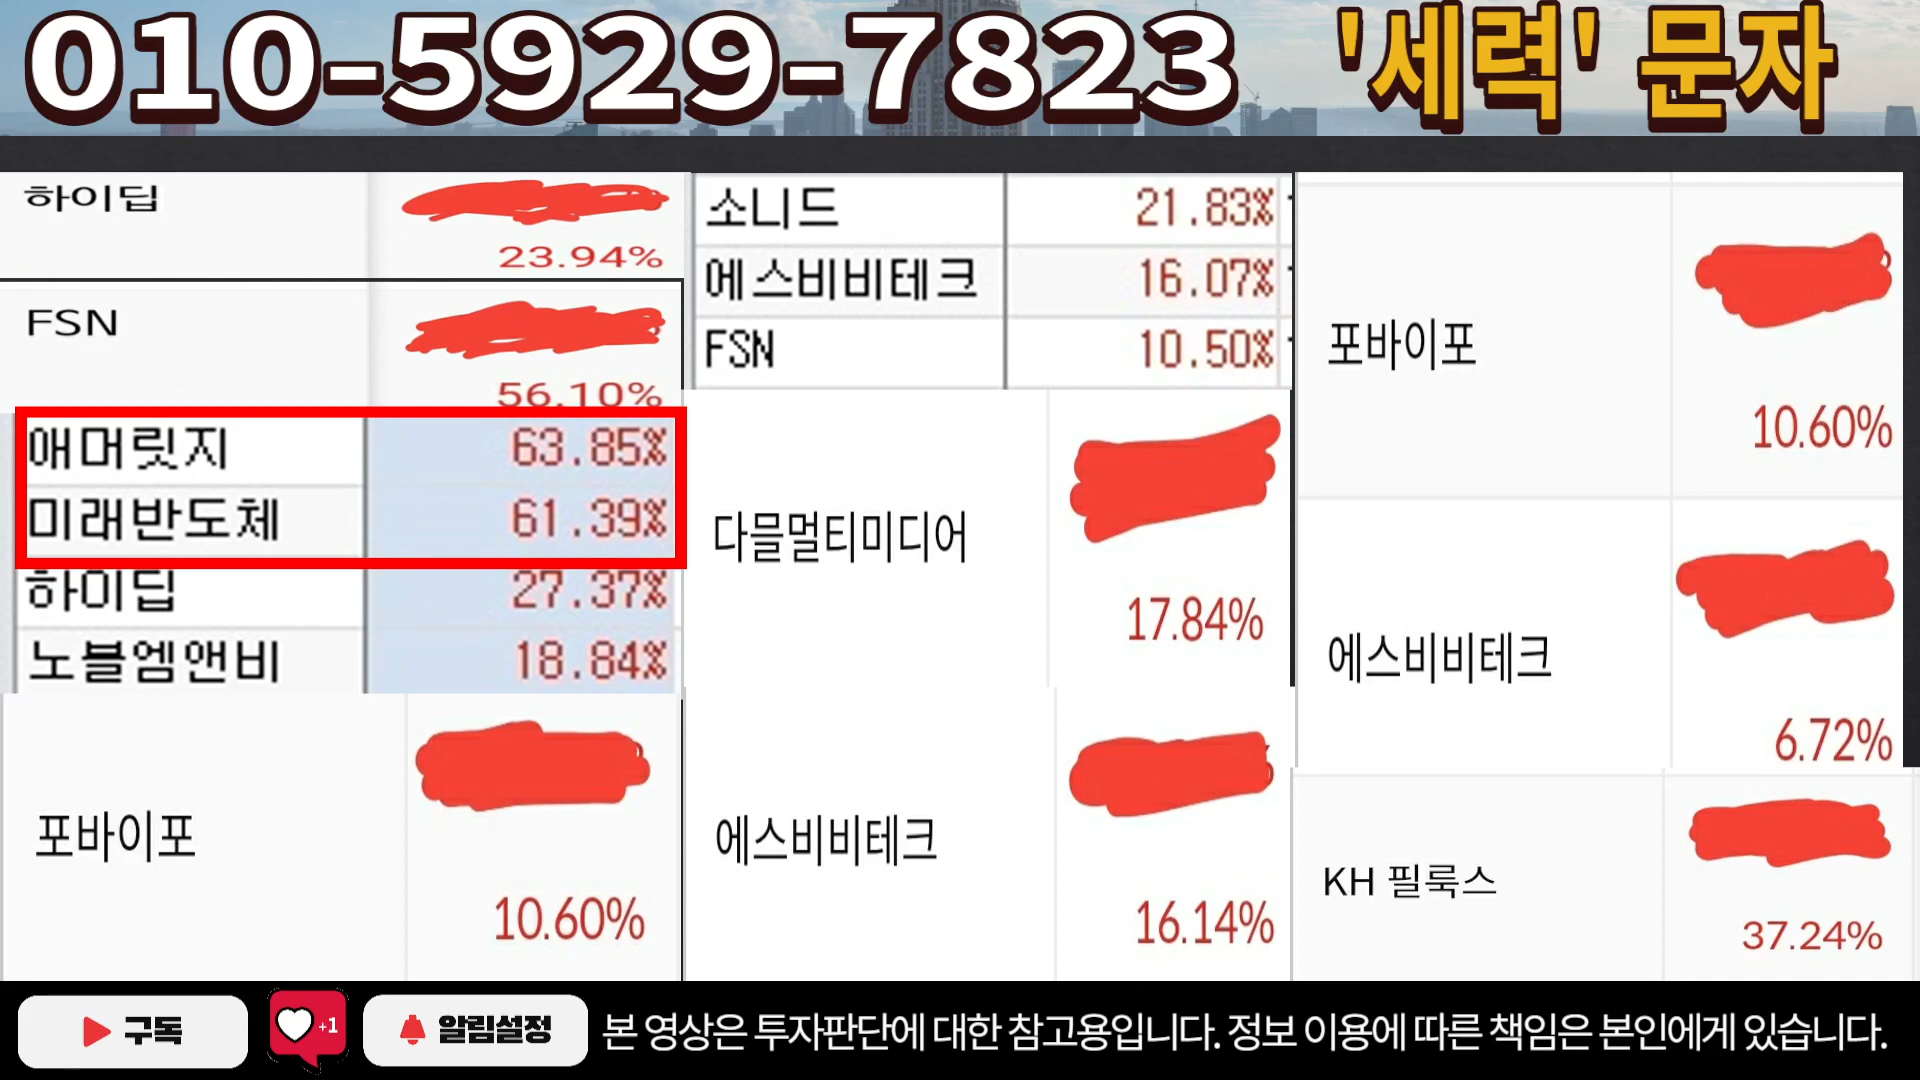 010-5929-7823 '세력' 문자
하이딥
23.94%
FSN
56.10%
애머릿지 63.85%
미래반도체 61.39%
하이딥 27.37%
노블엠앤비 18.84%
포바이포
10.60%
소니드 21.83%
에스비비테크 16.07%
FSN 10.50%
다믈멀티미디어
17.84%
에스비비테크
16.14%
포바이포
10.60%
에스비비테크
6.72%
KH 필룩스
37.24%
구독 +1 알림설정 본 영상은 투자판단에 대한 참고용입니다. 정보 이용에 따른 책임은 본인에게 있습니다.